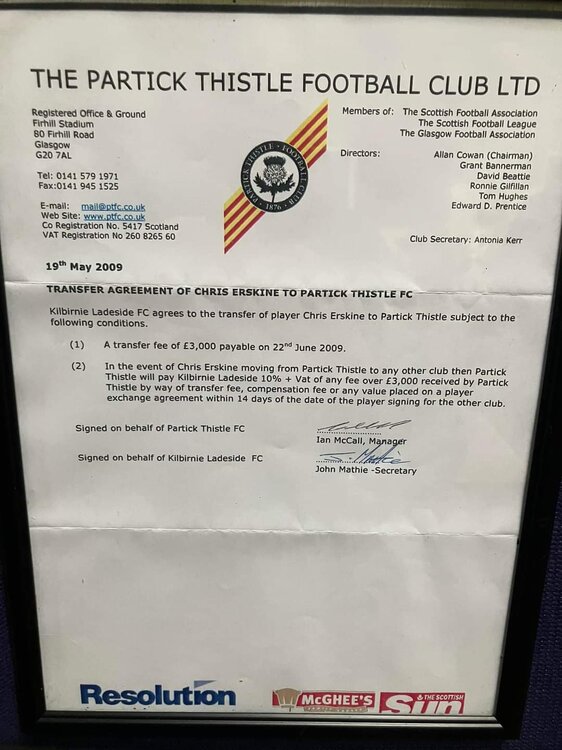 THE PARTICK THISTLE FOOTBALL CLUB LTD
Registered Office & Ground
Firhill Stadium
80 Firhill Road
Glasgow
G20 7AL
Tel: 0141 579 1971
Fax:0141 945 1525
E-mail: mail@ptfc.co.uk
Web Site: www.ptfc.co.uk
Co Registration No. 5417 Scotland
VAT Registration No 260 8265 60
PARTICK THISTLE FOOTBALL CLUB
1876
Members of: The Scottish Football Association
The Scottish Football League
The Glasgow Football Association
Directors: Allan Cowan (Chairman)
Grant Bannerman
David Beattie
Ronnie Gilfillan
Tom Hughes
Edward D. Prentice
Club Secretary: Antonia Kerr
19th May 2009
TRANSFER AGREEMENT OF CHRIS ERSKINE TO PARTICK THISTLE FC
Kilbirnie Ladeside FC agrees to the transfer of player Chris Erskine to Partick Thistle subject to the
following conditions.
(1) A transfer fee of £3,000 payable on 22nd June 2009.
(2) In the event of Chris Erskine moving from Partick Thistle to any other club then Partick
Thistle will pay Kilbirnie Ladeside 10% + Vat of any fee over £3,000 received by Partick
Thistle by way of transfer fee, compensation fee or any value placed on a player
exchange agreement within 14 days of the date of the player signing for the other club.
Signed on behalf of Partick Thistle FC
Ian McCall, Manager
Signed on behalf of Kilbirnie Ladeside FC
J. Mathie
John Mathie -Secretary
Resolution
McGHEE'S
THE SCOTTISH
Sun